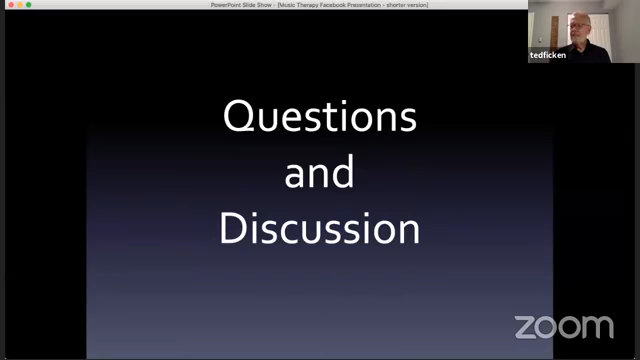 PowerPoint Slide Show - [Music Therapy Facebook Presentation - shorter version]
tedficken
Questions
and
Discussion
zoom